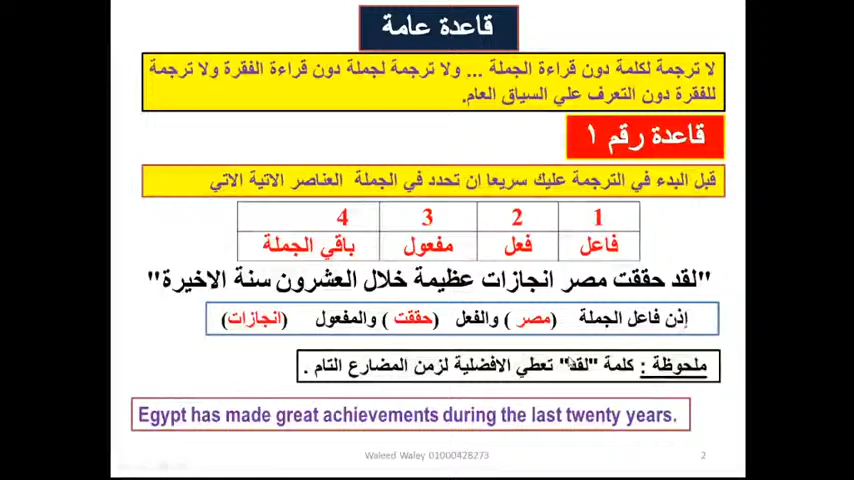 قاعدة عامة
لا ترجمة لكلمة دون قراءة الجملة ... ولا ترجمة لجملة دون قراءة الفقرة ولا ترجمة
للفقرة دون التعرف علي السياق العام.
قاعدة رقم ١
قبل البدء في الترجمة عليك سريعا ان تحدد في الجملة العناصر الاتية الاتي
1 2 3 4
فاعل فعل مفعول باقي الجملة
"لقد حققت مصر انجازات عظيمة خلال العشرون سنة الاخيرة"
إذن فاعل الجملة (مصر ) والفعل (حققت ) والمفعول (انجازات)
ملحوظة : كلمة "لقد" تعطي الافضلية لزمن المضارع التام .
Egypt has made great achievements during the last twenty years.
Waleed Waley 01000428273 2